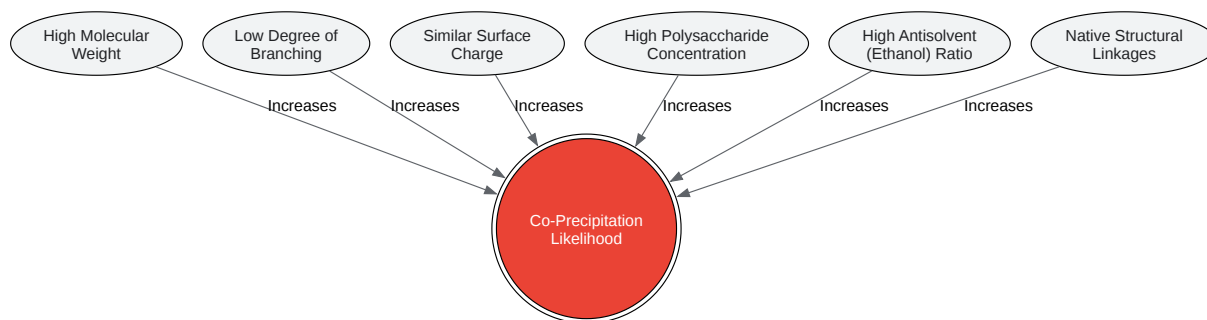 High Molecular
Weight
Low Degree of
Branching
Similar Surface
Charge
High Polysaccharide
Concentration
High Antisolvent
(Ethanol) Ratio
Native Structural
Linkages
Increases
Increases
Increases
Increases
Increases
Increases
Co-Precipitation
Likelihood